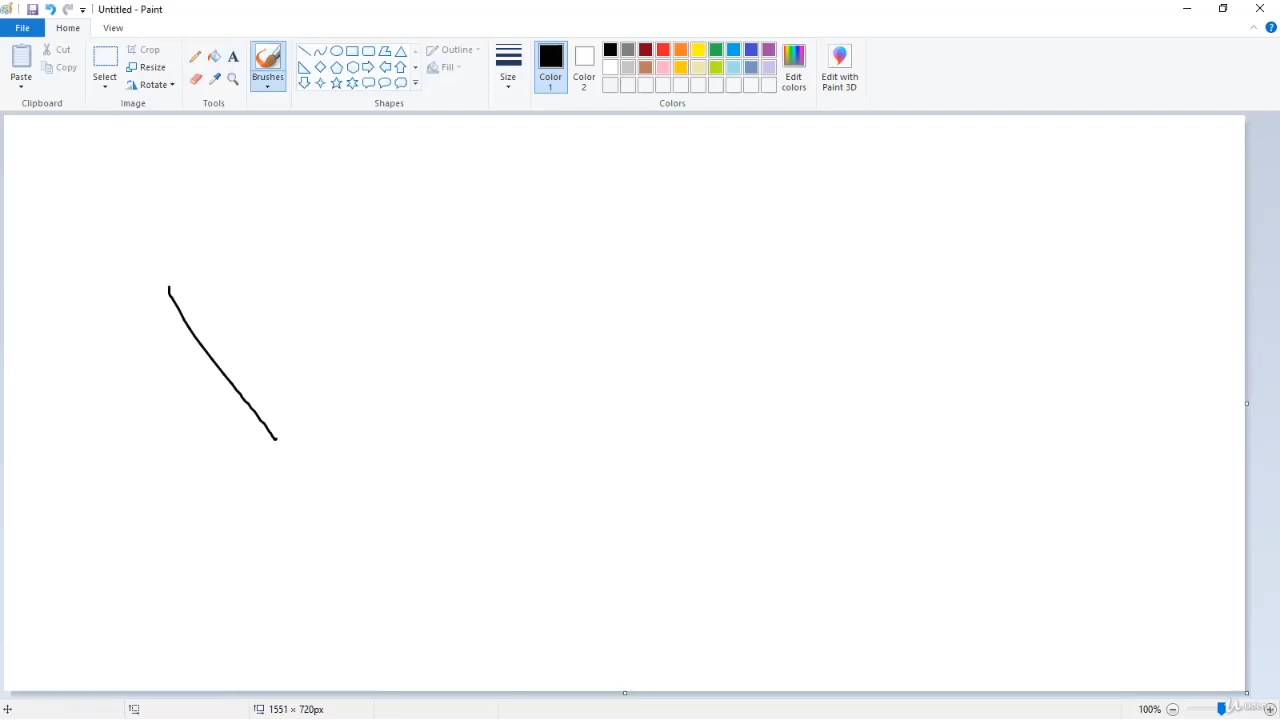 Untitled - Paint
File Home View
Paste
Cut
Copy
Clipboard
Select
Crop
Resize
Rotate
Image
Tools
Brushes
Shapes
Outline
Fill
Size
Color 1
Color 2
Edit colors
Colors
Edit with Paint 3D
1551 × 720px
100%